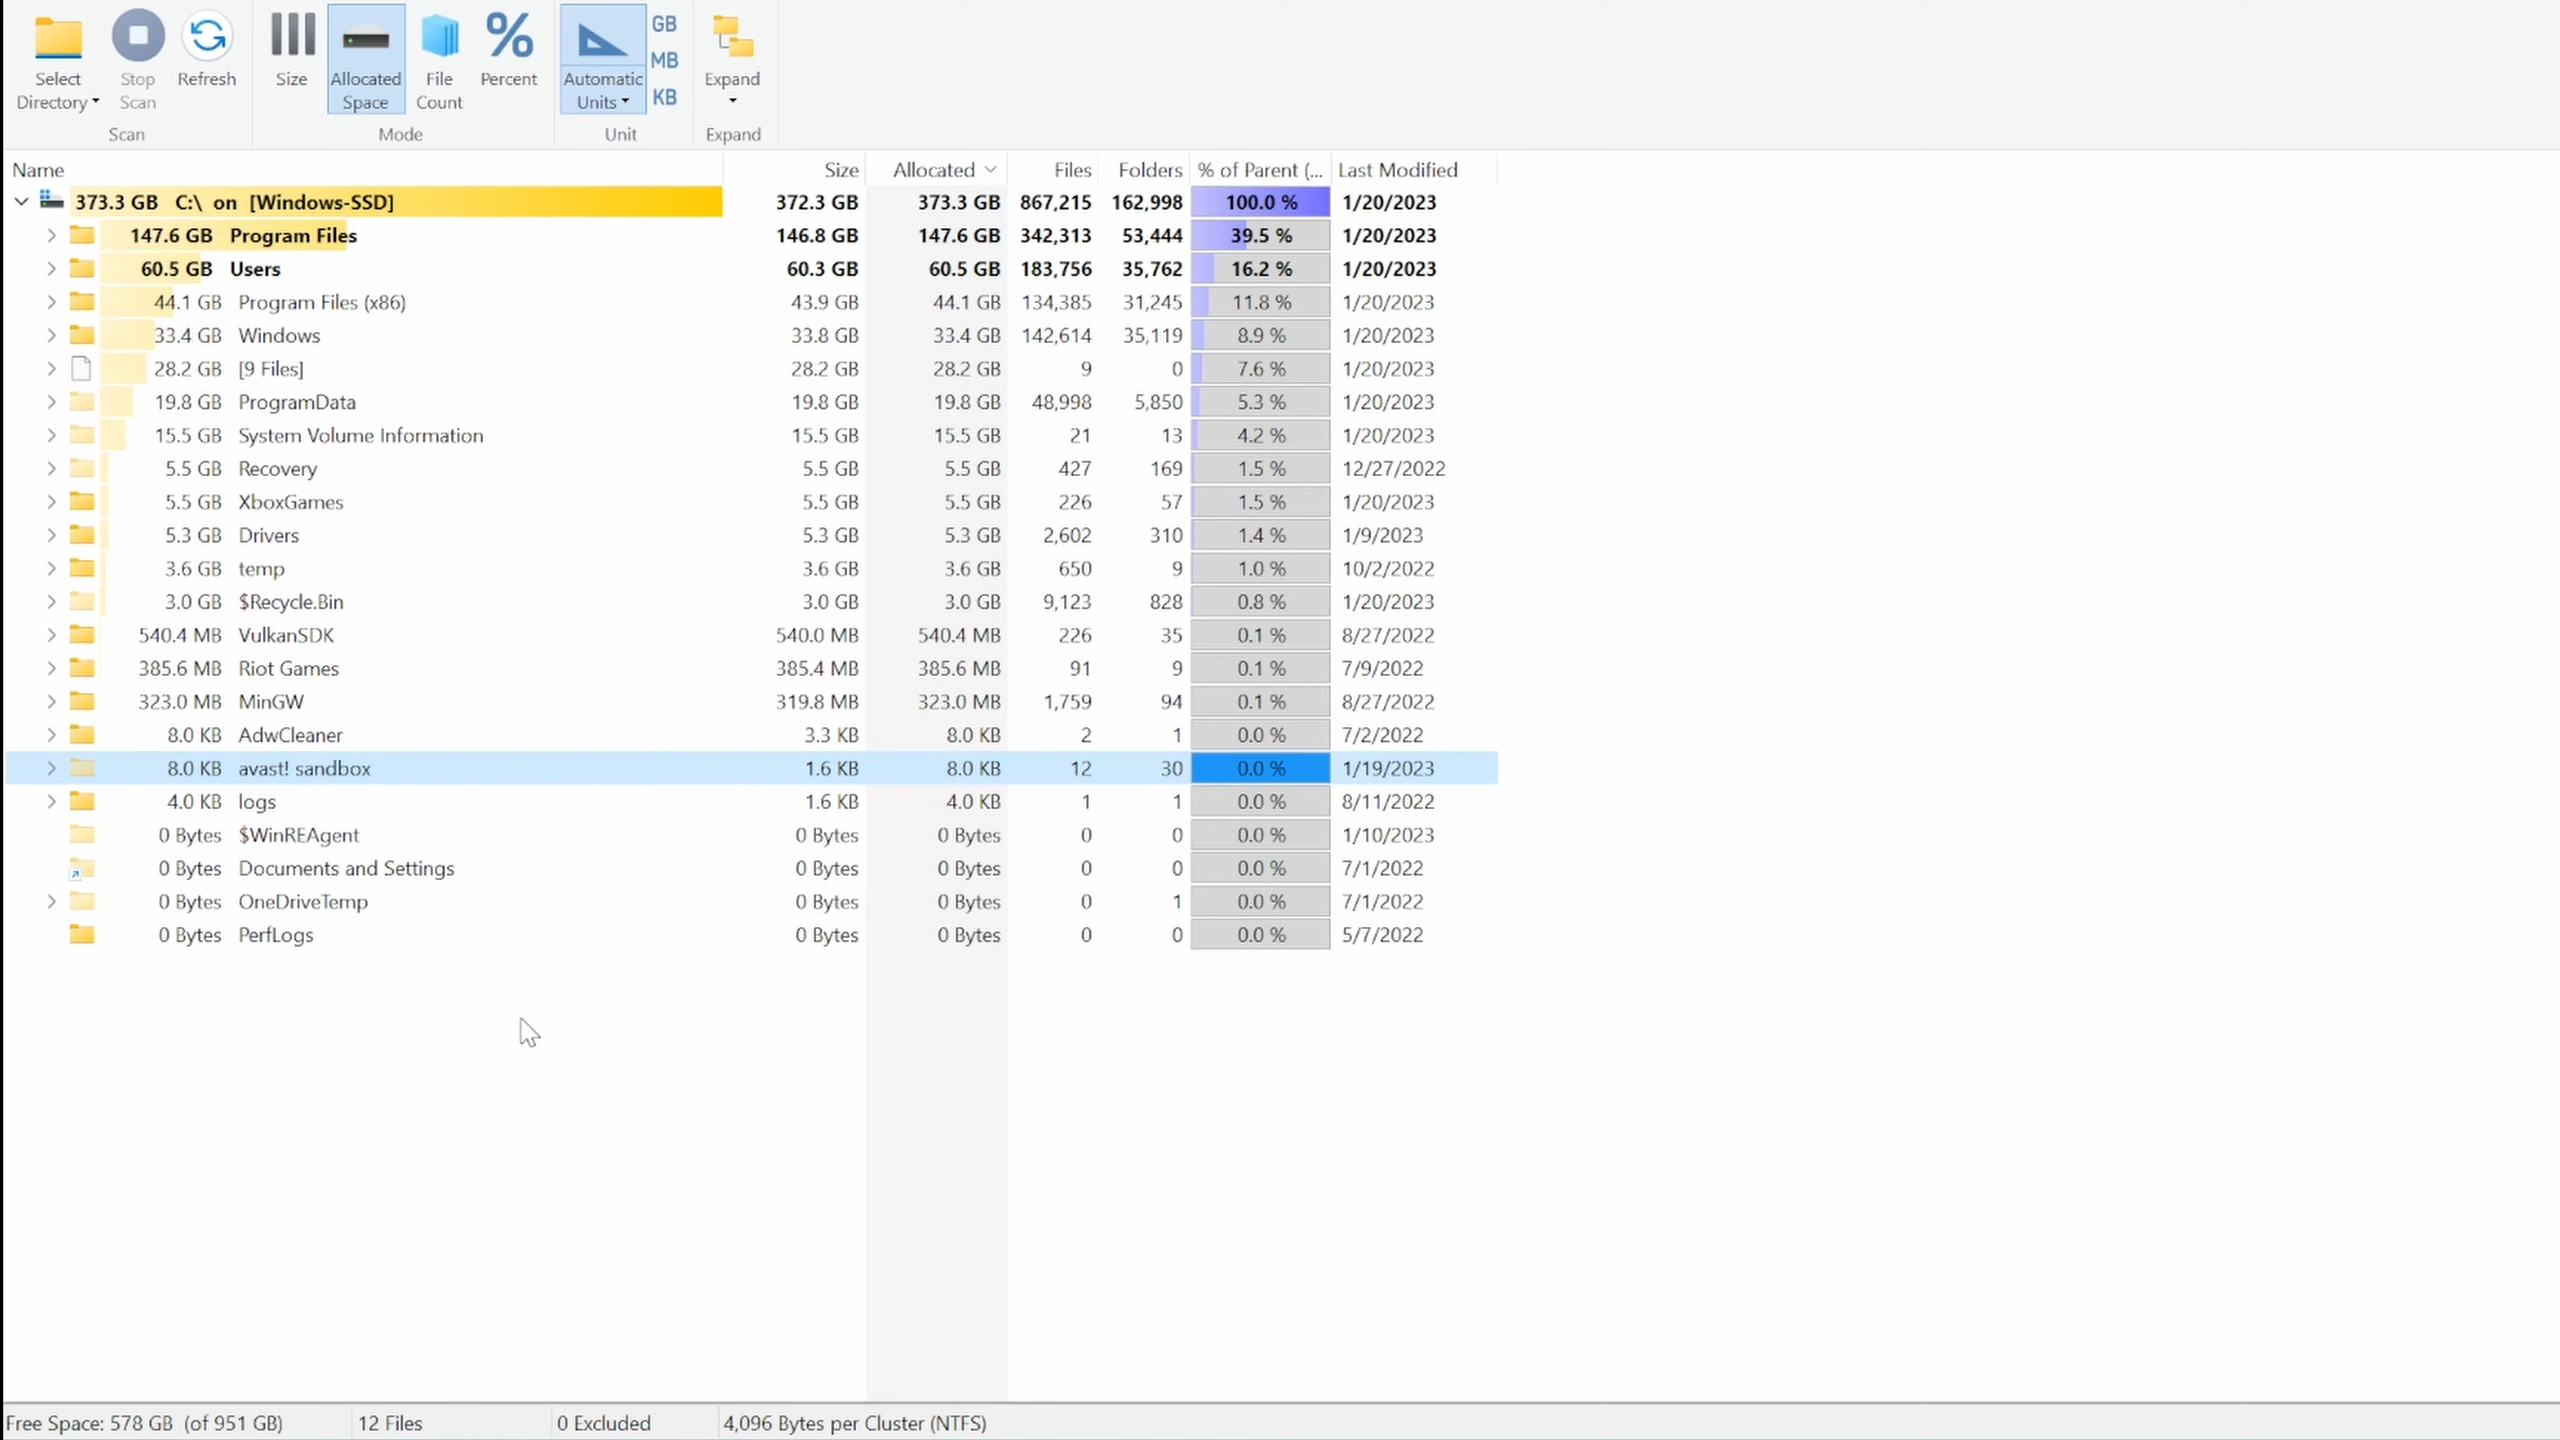 Select Directory
Stop Scan
Refresh
Size
Allocated Space
File Count
Percent
Automatic Units
GB
MB
KB
Expand
Scan
Mode
Unit
Expand
Name Size Allocated Files Folders % of Parent (... Last Modified
373.3 GB C:\ on [Windows-SSD] 372.3 GB 373.3 GB 867,215 162,998 100.0 % 1/20/2023
147.6 GB Program Files 146.8 GB 147.6 GB 342,313 53,444 39.5 % 1/20/2023
60.5 GB Users 60.3 GB 60.5 GB 183,756 35,762 16.2 % 1/20/2023
44.1 GB Program Files (x86) 43.9 GB 44.1 GB 134,385 31,245 11.8 % 1/20/2023
33.4 GB Windows 33.8 GB 33.4 GB 142,614 35,119 8.9 % 1/20/2023
28.2 GB [9 Files] 28.2 GB 28.2 GB 9 0 7.6 % 1/20/2023
19.8 GB ProgramData 19.8 GB 19.8 GB 48,998 5,850 5.3 % 1/20/2023
15.5 GB System Volume Information 15.5 GB 15.5 GB 21 13 4.2 % 1/20/2023
5.5 GB Recovery 5.5 GB 5.5 GB 427 169 1.5 % 12/27/2022
5.5 GB XboxGames 5.5 GB 5.5 GB 226 57 1.5 % 1/20/2023
5.3 GB Drivers 5.3 GB 5.3 GB 2,602 310 1.4 % 1/9/2023
3.6 GB temp 3.6 GB 3.6 GB 650 9 1.0 % 10/2/2022
3.0 GB $Recycle.Bin 3.0 GB 3.0 GB 9,123 828 0.8 % 1/20/2023
540.4 MB VulkanSDK 540.0 MB 540.4 MB 226 35 0.1 % 8/27/2022
385.6 MB Riot Games 385.4 MB 385.6 MB 91 9 0.1 % 7/9/2022
323.0 MB MinGW 319.8 MB 323.0 MB 1,759 94 0.1 % 8/27/2022
8.0 KB AdwCleaner 3.3 KB 8.0 KB 2 1 0.0 % 7/2/2022
8.0 KB avast! sandbox 1.6 KB 8.0 KB 12 30 0.0 % 1/19/2023
4.0 KB logs 1.6 KB 4.0 KB 1 1 0.0 % 8/11/2022
0 Bytes $WinREAgent 0 Bytes 0 Bytes 0 0 0.0 % 1/10/2023
0 Bytes Documents and Settings 0 Bytes 0 Bytes 0 0 0.0 % 7/1/2022
0 Bytes OneDriveTemp 0 Bytes 0 Bytes 0 1 0.0 % 7/1/2022
0 Bytes PerfLogs 0 Bytes 0 Bytes 0 0 0.0 % 5/7/2022
Free Space: 578 GB (of 951 GB) 12 Files 0 Excluded 4,096 Bytes per Cluster (NTFS)